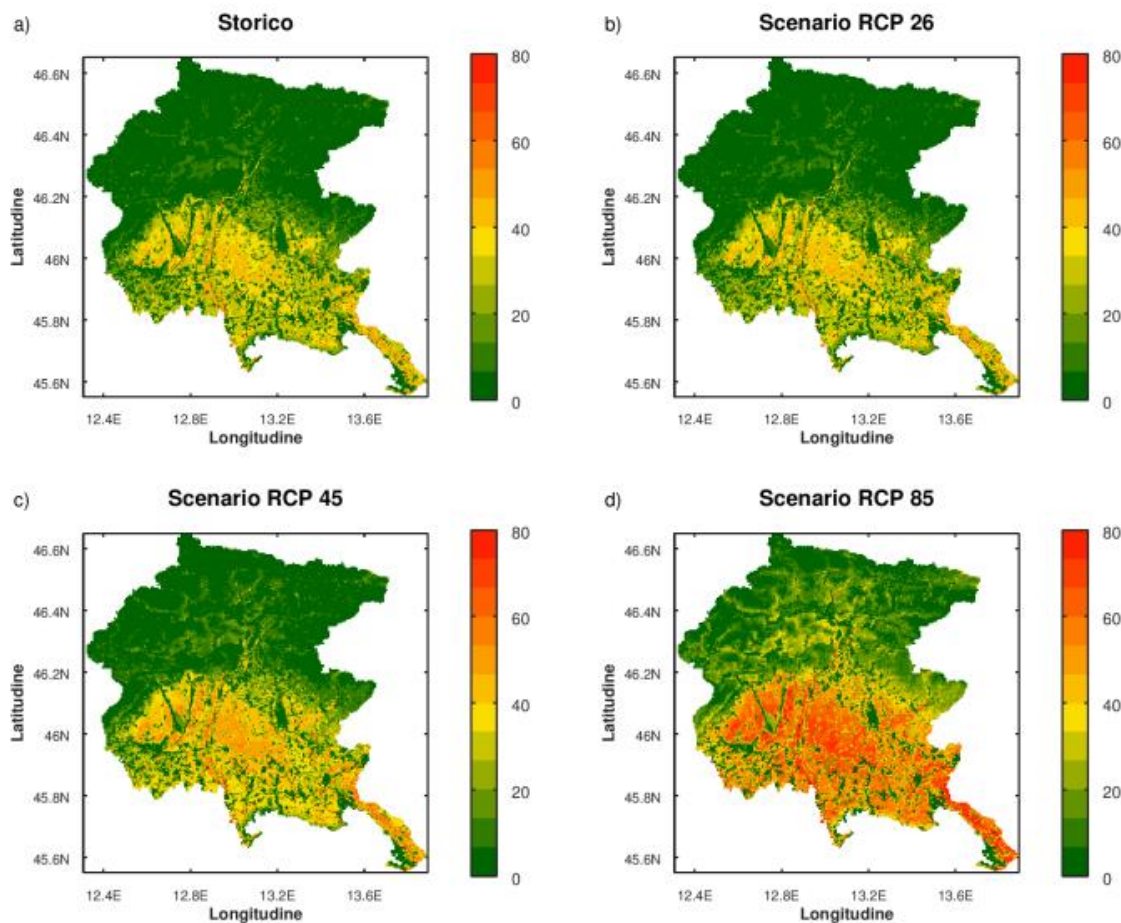 a) Storico
80
60
40
20
0
46.6N
46.4N
46.2N
46N
45.8N
45.6N
Latitudine
12.4E 12.8E 13.2E 13.6E
Longitudine
b) Scenario RCP 26
80
60
40
20
0
46.6N
46.4N
46.2N
46N
45.8N
45.6N
Latitudine
12.4E 12.8E 13.2E 13.6E
Longitudine
c) Scenario RCP 45
80
60
40
20
0
46.6N
46.4N
46.2N
46N
45.8N
45.6N
Latitudine
12.4E 12.8E 13.2E 13.6E
Longitudine
d) Scenario RCP 85
80
60
40
20
0
46.6N
46.4N
46.2N
46N
45.8N
45.6N
Latitudine
12.4E 12.8E 13.2E 13.6E
Longitudine